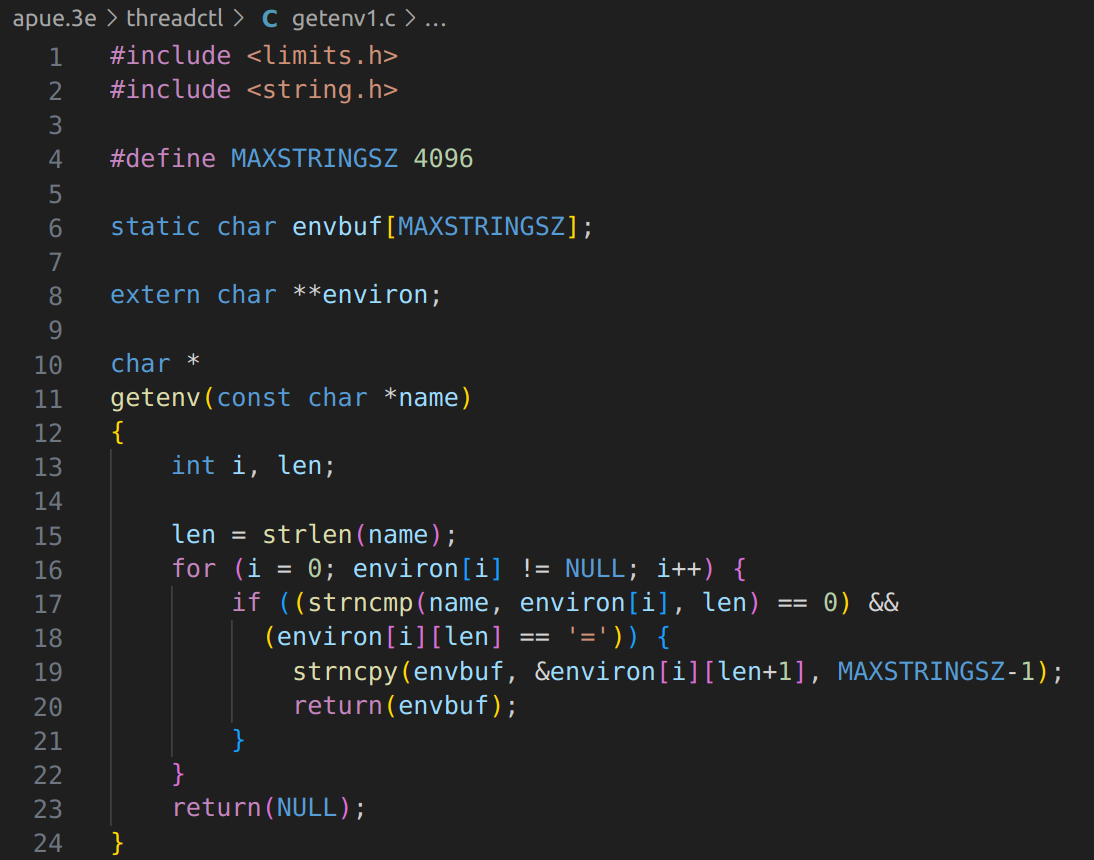 apue.3e > threadctl > C getenv1.c > ...
1 #include <limits.h>
2 #include <string.h>
3
4 #define MAXSTRINGSZ 4096
5
6 static char envbuf[MAXSTRINGSZ];
7
8 extern char **environ;
9
10 char *
11 getenv(const char *name)
12 {
13     int i, len;
14
15     len = strlen(name);
16     for (i = 0; environ[i] != NULL; i++) {
17         if ((strncmp(name, environ[i], len) == 0) &&
18           (environ[i][len] == '=')) {
19             strncpy(envbuf, &environ[i][len+1], MAXSTRINGSZ-1);
20             return(envbuf);
21         }
22     }
23     return(NULL);
24 }